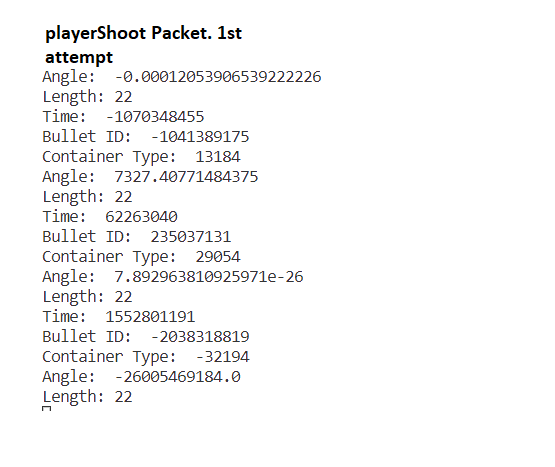 playerShoot Packet. 1st
attempt
Angle:  -0.00012053906539222226
Length: 22
Time:  -1070348455
Bullet ID:  -1041389175
Container Type:  13184
Angle:  7327.40771484375
Length: 22
Time:  62263040
Bullet ID:  235037131
Container Type:  29054
Angle:  7.892963810925971e-26
Length: 22
Time:  1552801191
Bullet ID:  -2038318819
Container Type:  -32194
Angle:  -26005469184.0
Length: 22